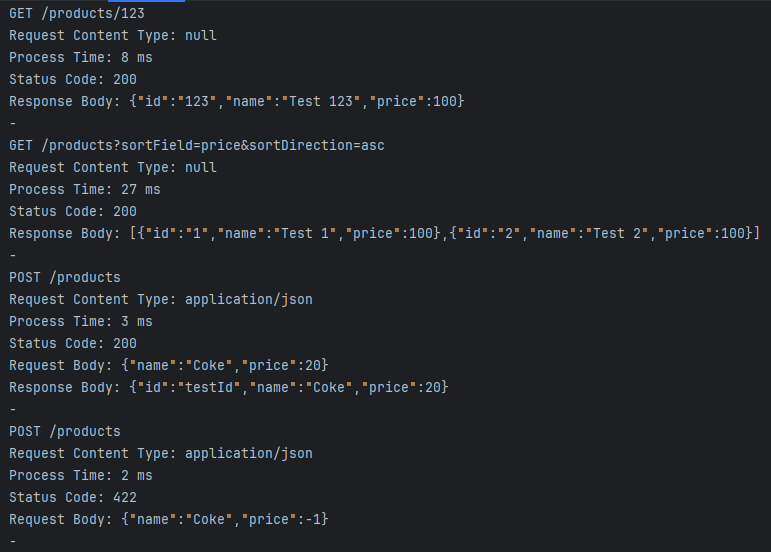 GET /products/123
Request Content Type: null
Process Time: 8 ms
Status Code: 200
Response Body: {"id":"123","name":"Test 123","price":100}
-
GET /products?sortField=price&sortDirection=asc
Request Content Type: null
Process Time: 27 ms
Status Code: 200
Response Body: [{"id":"1","name":"Test 1","price":100},{"id":"2","name":"Test 2","price":100}]
-
POST /products
Request Content Type: application/json
Process Time: 3 ms
Status Code: 200
Request Body: {"name":"Coke","price":20}
Response Body: {"id":"testId","name":"Coke","price":20}
-
POST /products
Request Content Type: application/json
Process Time: 2 ms
Status Code: 422
Request Body: {"name":"Coke","price":-1}
-